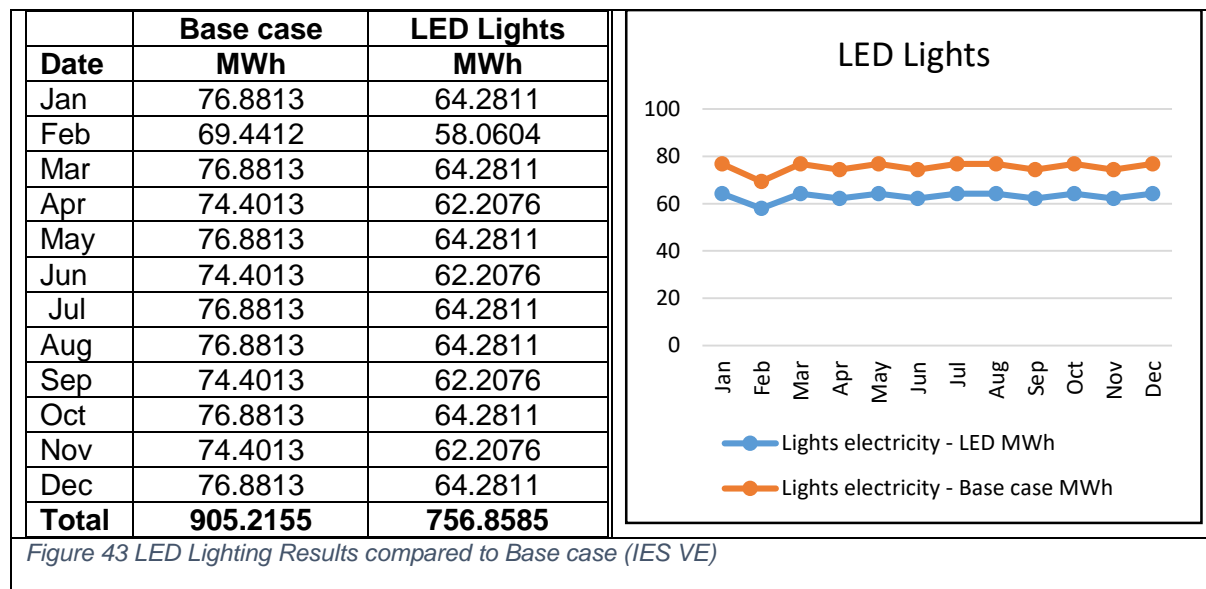 Base case LED Lights
Date MWh MWh
Jan 76.8813 64.2811
Feb 69.4412 58.0604
Mar 76.8813 64.2811
Apr 74.4013 62.2076
May 76.8813 64.2811
Jun 74.4013 62.2076
Jul 76.8813 64.2811
Aug 76.8813 64.2811
Sep 74.4013 62.2076
Oct 76.8813 64.2811
Nov 74.4013 62.2076
Dec 76.8813 64.2811
Total 905.2155 756.8585
LED Lights
100
80
60
40
20
0
Jan Feb Mar Apr May Jun Jul Aug Sep Oct Nov Dec
Lights electricity - LED MWh
Lights electricity - Base case MWh
Figure 43 LED Lighting Results compared to Base case (IES VE)